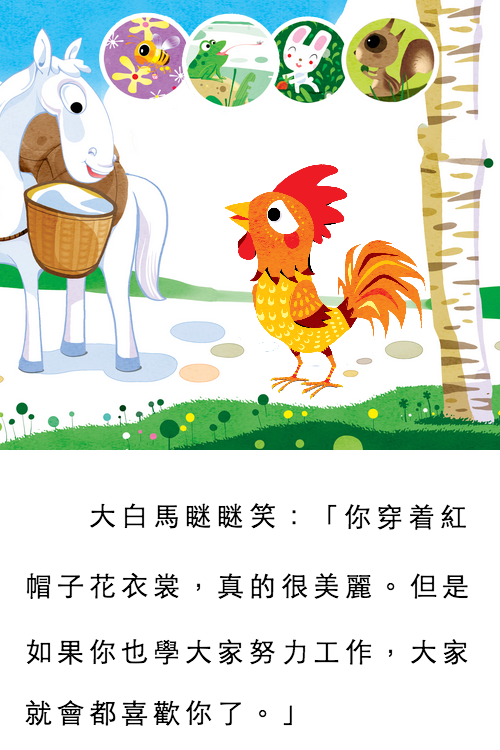 大白馬瞇瞇笑：「你穿着紅
帽子花衣裳，真的很美麗。但是
如果你也學大家努力工作，大家
就會都喜歡你了。」